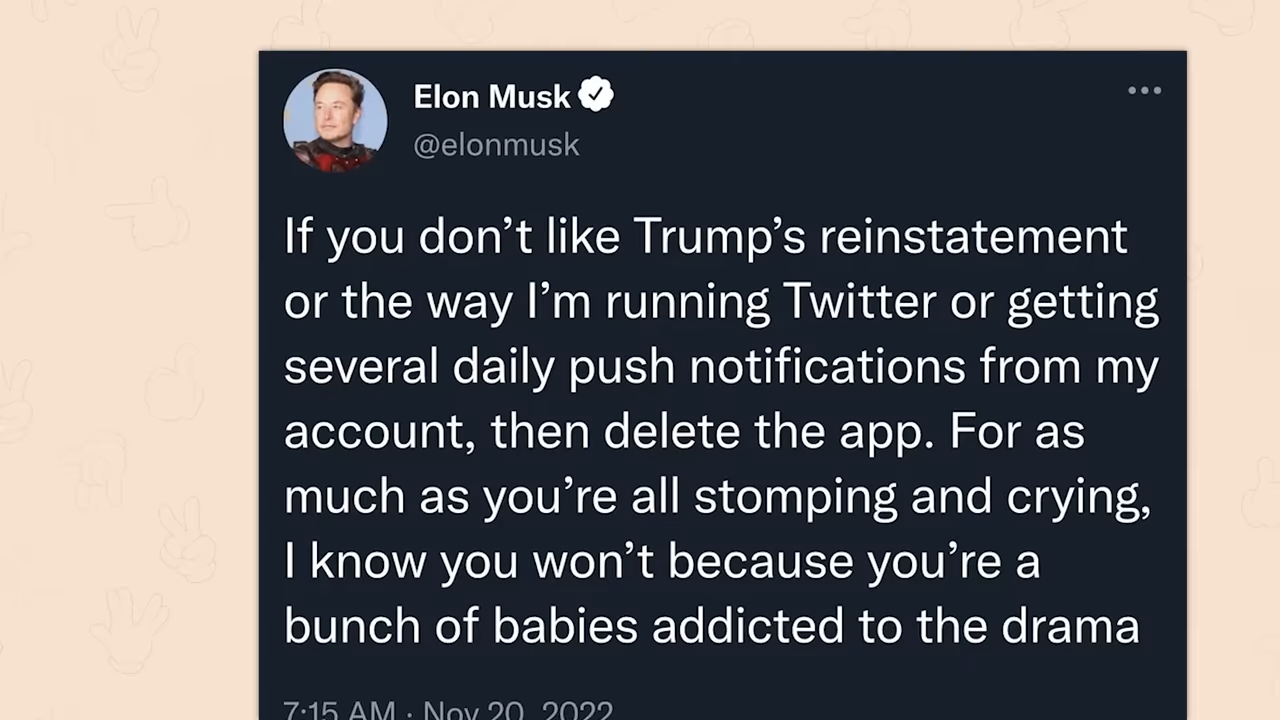 Elon Musk
@elonmusk
If you don’t like Trump’s reinstatement
or the way I’m running Twitter or getting
several daily push notifications from my
account, then delete the app. For as
much as you’re all stomping and crying,
I know you won’t because you’re a
bunch of babies addicted to the drama
7:15 AM · Nov 20, 2022